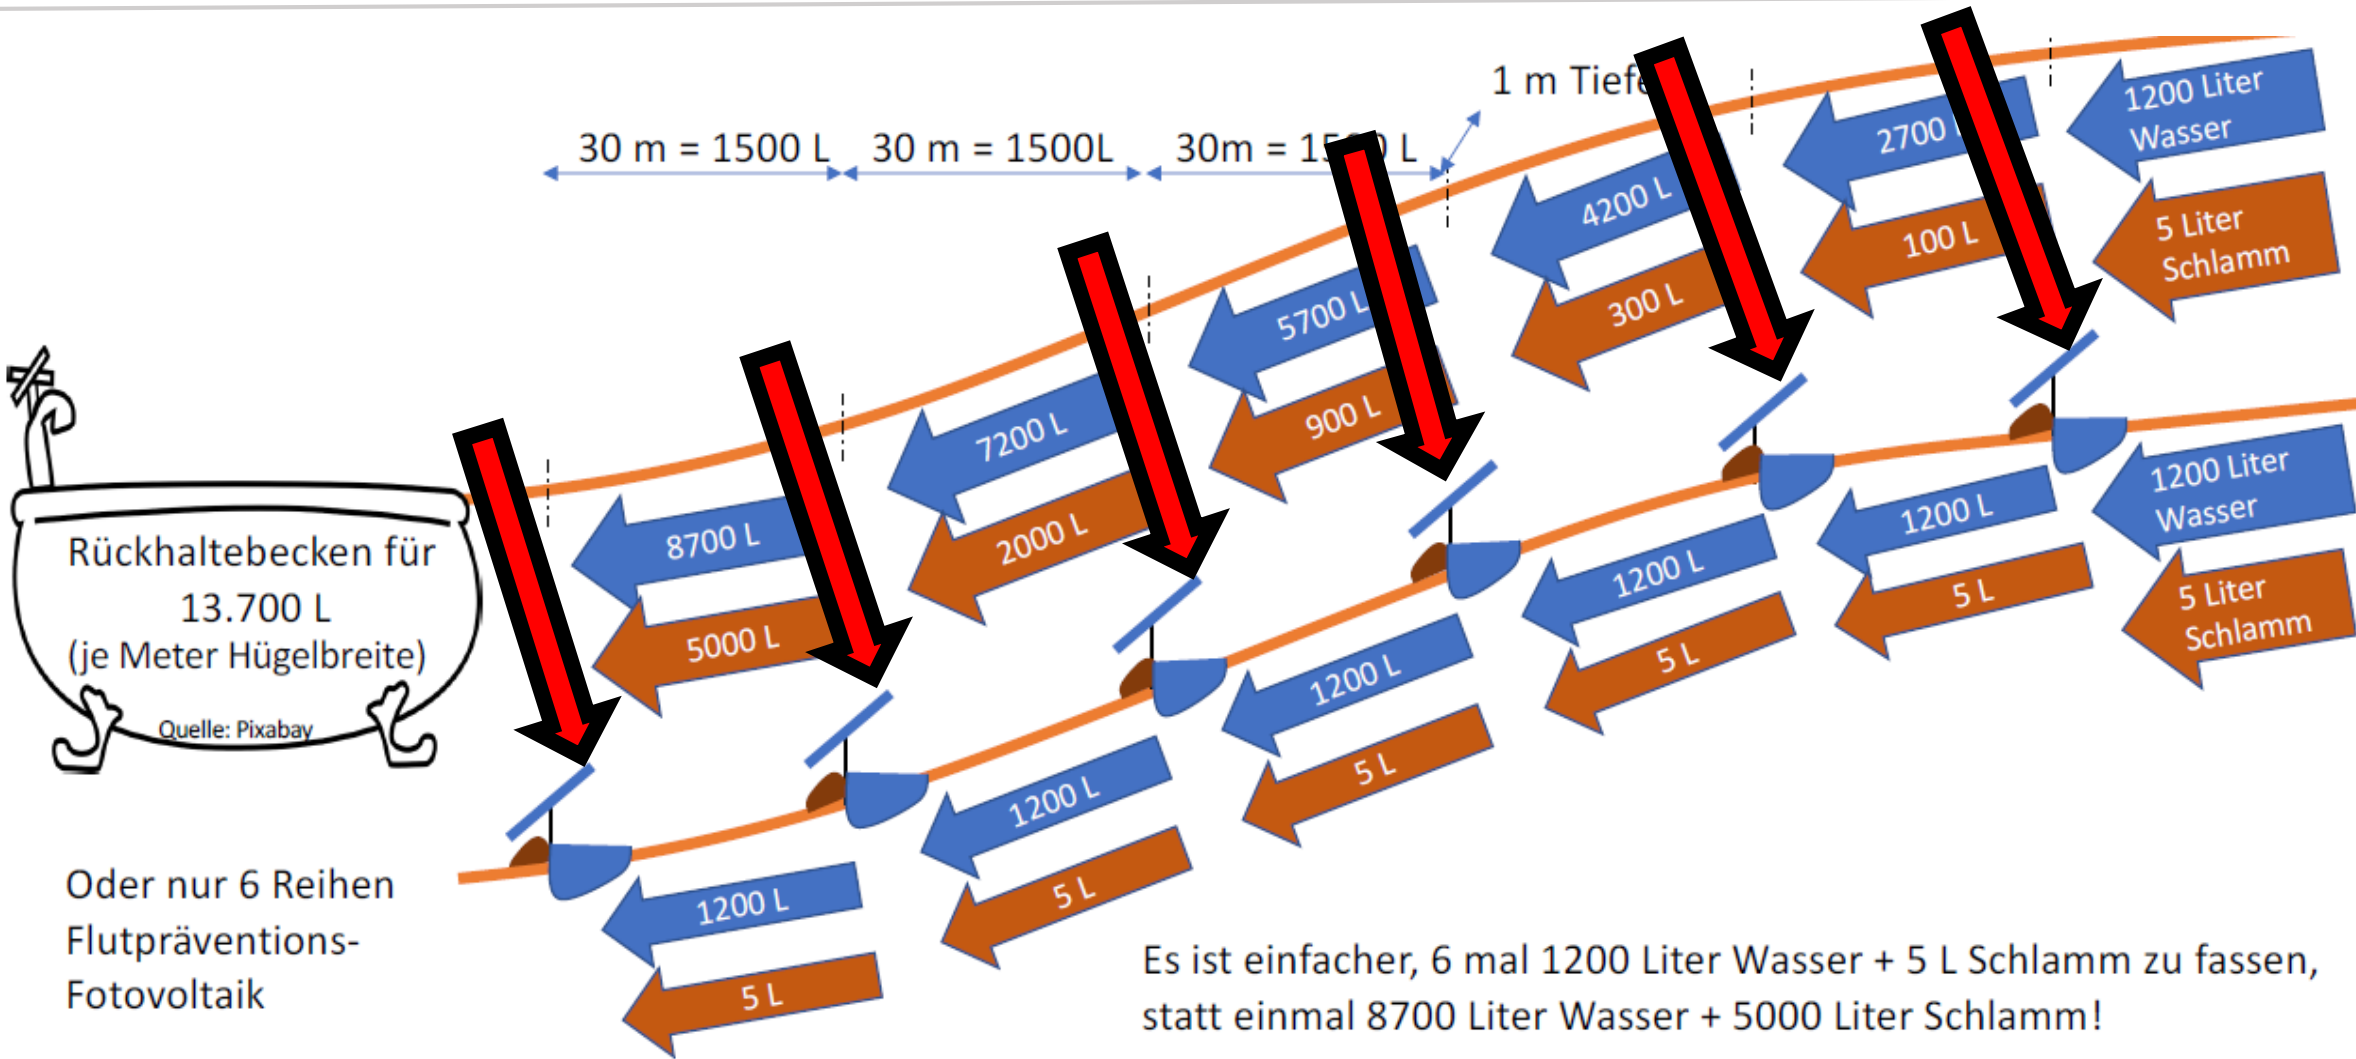 1 m Tiefe
30 m = 1500 L
30 m = 1500L
30m = 1500 L
1200 Liter
Wasser
5 Liter
Schlamm
2700
100 L
4200 L
300 L
5700 L
900 L
7200 L
2000 L
8700 L
5000 L
Rückhaltebecken für
13.700 L
(je Meter Hügelbreite)
Quelle: Pixabay
1200 Liter
Wasser
5 Liter
Schlamm
1200 L
5 L
1200 L
5 L
1200 L
5 L
1200 L
5 L
1200 L
5 L
Oder nur 6 Reihen
Flutpräventions-
Fotovoltaik
Es ist einfacher, 6 mal 1200 Liter Wasser + 5 L Schlamm zu fassen,
statt einmal 8700 Liter Wasser + 5000 Liter Schlamm!